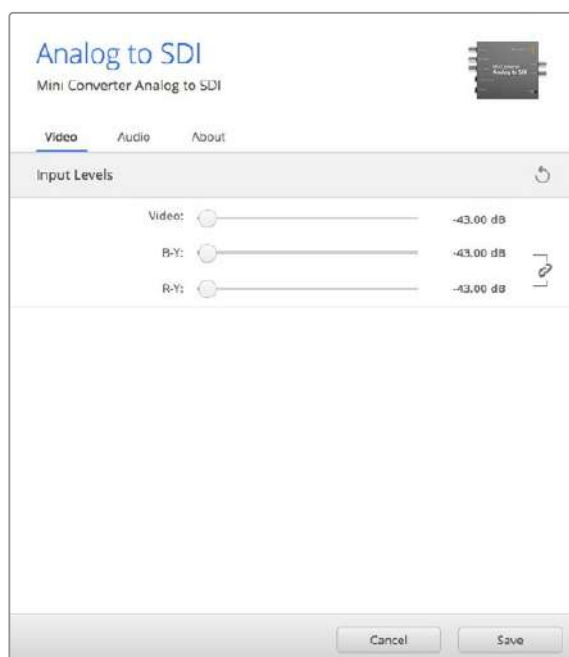 Analog to SDI
Mini Converter Analog to SDI
Video About Audio
Input Levels
Video: -43.00 dB
B-Y: -43.00 dB
R-Y: -43.00 dB
Cancel Save